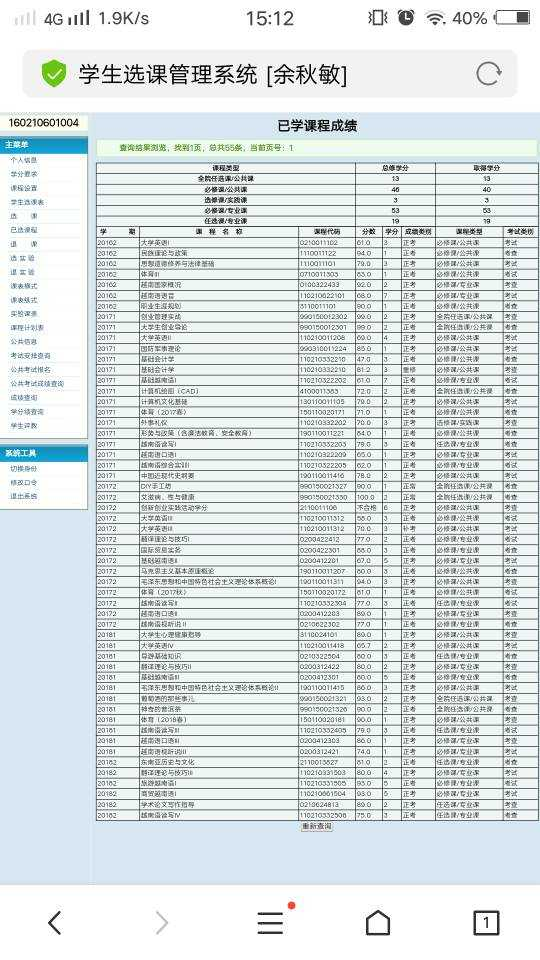 4G 1.9K/s 15:12 40%
学生选课管理系统 [余秋敏]
160210601004
主菜单
个人信息
学分要求
课程设置
学生选课表
选 课
已选课程
退 课
选 实 验
退 实 验
课表模式
课表模式
实验课表
课程计划表
公共信息
考试安排查询
公共考试报名
公共考试成绩查询
成绩查询
学分绩查询
学生评教
系统工具
切换身份
修改口令
退出系统
已学课程成绩
查询结果浏览，找到1页，总共55条，当前页号：1
课程类型 总修学分 取得学分
全院任选课/公共课 13 13
必修课/公共课 46 40
选修课/实践课 3 3
必修课/专业课 53 53
任选课/专业课 19 19
学 期 课 程 名 称 课程代码 分数 学分 成绩类别 课程类型 考试类别
20162 大学英语I 0210011102 61.0 3 正考 必修课/公共课 考试
20162 民族理论与政策 1110011122 94.0 1 正考 必修课/公共课 考查
20162 思想道德修养与法律基础 1110011101 79.0 3 正考 必修课/公共课 考试
20162 体育III 0710011303 83.0 1 正考 必修课/公共课 考试
20162 越南国家概况 0100322433 92.0 2 正考 必修课/专业课 考查
20162 越南语语音 110210622101 68.0 7 正考 必修课/专业课 考试
20162 职业生涯规划 3110011101 90.0 1 正考 必修课/公共课 考查
20171 创业管理实战 990150012302 99.0 2 正考 全院任选课/公共课 考查
20171 大学生创业导论 990150012301 99.0 2 正考 全院任选课/公共课 考查
20171 大学英语II 110210011208 69.0 4 正考 必修课/公共课 考试
20171 国防军事理论 990310011224 85.0 1 正考 必修课/公共课 考试
20171 基础会计学 110210332210 47.0 3 正考 必修课/专业课 考查
20171 基础会计学 110210332210 81.2 3 重修 必修课/公共课 考查
20171 基础越南语I 110210322202 61.0 7 正考 必修课/专业课 考试
20171 计算机绘图（CAD） 4100011383 72.0 2 正考 全院任选课/公共课 考查
20171 计算机文化基础 130110011105 79.0 2 正考 必修课/公共课 考试
20171 体育（2017春） 150110020171 71.0 1 正考 必修课/公共课 考查
20171 外事礼仪 110210332202 70.0 3 正考 选修课/实践课 考查
20171 形势与政策（含廉洁教育、安全教育） 190110011221 84.0 1 正考 必修课/公共课 考查
20171 越南语读写I 110210332203 79.0 3 正考 任选课/专业课 考查
20171 越南语口语I 110210322209 65.0 1 正考 必修课/专业课 考试
20171 110210322205 62.0 1 正考 必修课/专业课 考试
20171 中国近现代史纲要 190110011416 78.0 2 正考 必修课/公共课 考试
20172 DIY手工坊 990150021327 90.0 2 正常 全院任选课/公共课 考查
20172 艾滋病、性与健康 990150021330 100.0 2 正常 全院任选课/公共课 考查
20172 创新创业实践活动学分 2110011106 不合格 6 正考 必修课/公共课 考查
20172 大学英语III 110210011312 58.0 3 正考 必修课/公共课 考试
20172 大学英语III 110210011312 70.0 3 补考 必修课/公共课 考试
20172 翻译理论与技巧I 0200422412 77.0 2 正考 必修课/专业课 考试
20172 国际贸易实务 0200422301 88.0 3 正考 必修课/专业课 考查
20172 基础越南语II 0200412201 67.0 5 正考 必修课/专业课 考试
20172 马克思主义基本原理概论 190110011207 80.0 3 正考 必修课/公共课 考试
20172 毛泽东思想和中国特色社会主义理论体系概论I 190110011311 94.0 3 正考 必修课/公共课 考查
20172 体育（2017秋） 150110020172 81.0 1 正考 必修课/公共课 考试
20172 越南语读写II 110210332304 77.0 3 正考 任选课/专业课 考试
20172 越南语口语II 0200412203 89.0 1 正考 必修课/专业课 考查
20172 越南语视听说 II 0210622302 77.0 1 正考 必修课/专业课 考试
20181 大学生心理健康指导 3110024101 89.0 1 正考 必修课/公共课 考查
20181 大学英语IV 110210011418 65.7 2 正考 必修课/公共课 考试
20181 导游基础知识 0210322504 80.0 3 正考 任选课/专业课 考查
20181 翻译理论与技巧II 0200312422 80.0 2 正考 必修课/专业课 考查
20181 基础越南语III 0200412301 60.0 5 正考 必修课/专业课 考试
20181 毛泽东思想和中国特色社会主义理论体系概论II 190110011415 86.0 3 正考 必修课/公共课 考试
20181 葡萄酒的那些事儿 990150021321 93.0 2 正考 全院任选课/公共课 考查
20181 神奇的普洱茶 990150021326 90.0 2 正考 全院任选课/公共课 考查
20181 体育（2018春） 150110020181 90.0 1 正考 必修课/公共课 考试
20181 越南语读写III 110210332405 79.0 3 正考 任选课/专业课 考试
20181 越南语口语III 0200412303 86.0 1 正考 必修课/专业课 考查
20181 越南语视听说III 0200312421 74.0 1 正考 必修课/专业课 考试
20182 东南亚历史与文化 2110013827 81.0 2 正考 任选课/专业课 考查
20182 翻译理论与技巧III 110210331503 80.0 4 正考 必修课/专业课 考试
20182 旅游越南语I 110210331505 93.0 5 正考 必修课/专业课 考试
20182 商贸越南语I 110210661504 93.0 5 正考 必修课/专业课 考试
20182 学术论文写作指导 0210624813 89.0 2 正考 任选课/专业课 考查
20182 越南语读写IV 110210332506 75.0 3 正考 任选课/专业课 考查
重新查询
1